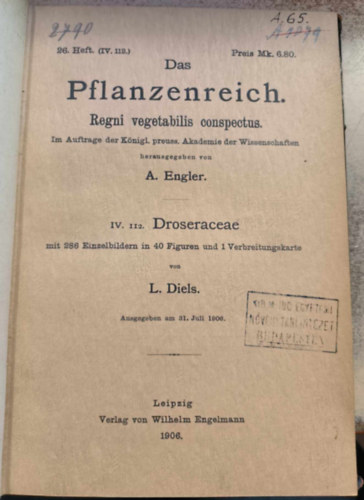 2790
A.65.
26. Heft. (IV. 112.)
Preis Mk. 6.80.
Das
Pflanzenreich.
Regni vegetabilis conspectus.
Im Auftrage der Königl. preuss. Akademie der Wissenschaften
herausgegeben von
A. Engler.
IV. 112. Droseraceae
mit 286 Einzelbildern in 40 Figuren und 1 Verbreitungskarte
von
L. Diels.
Ausgegeben am 31. Juli 1906.
BUDAPESTEN
Leipzig
Verlag von Wilhelm Engelmann
1906.